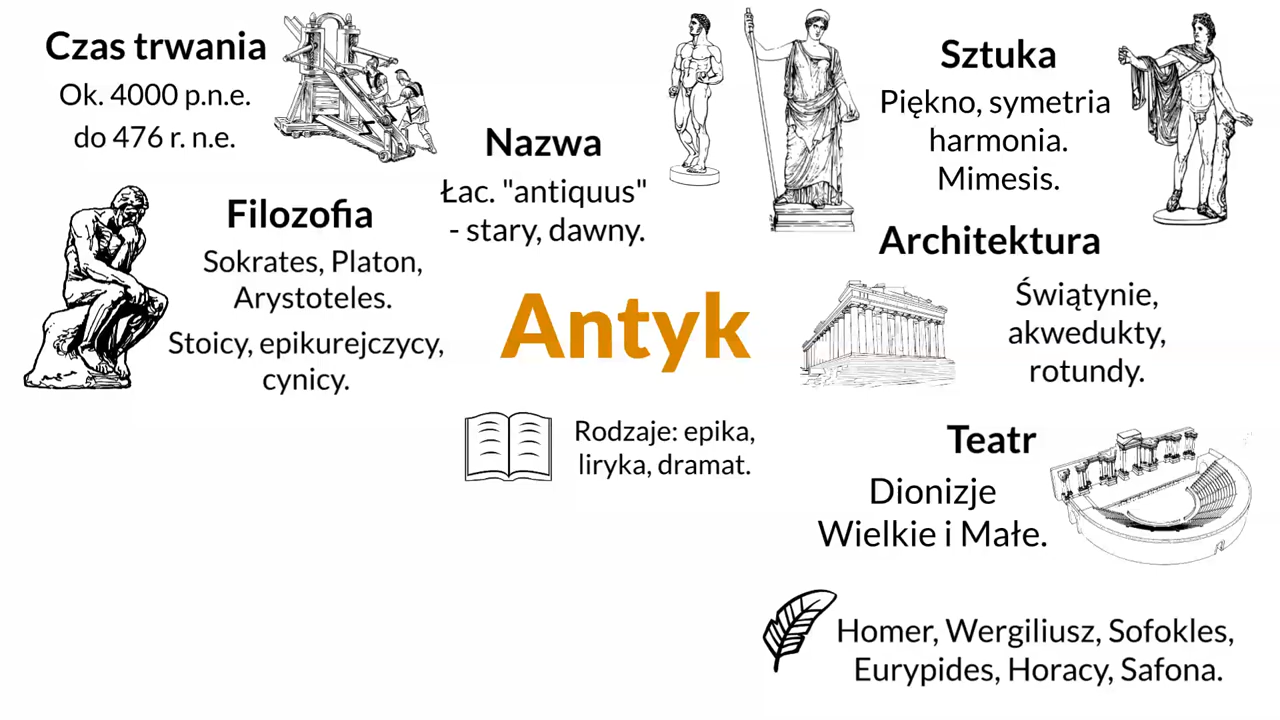 Czas trwania
Ok. 4000 p.n.e.
do 476 r. n.e.
Nazwa
Łac. "antiquus"
- stary, dawny.
Sztuka
Piękno, symetria
harmonia.
Mimesis.
Filozofia
Sokrates, Platon,
Arystoteles.
Stoicy, epikurejczycy,
cynicy.
Antyk
Architektura
Świątynie,
akwedukty,
rotundy.
Rodzaje: epika,
liryka, dramat.
Teatr
Dionizje
Wielkie i Małe.
Homer, Wergiliusz, Sofokles,
Eurypides, Horacy, Safona.